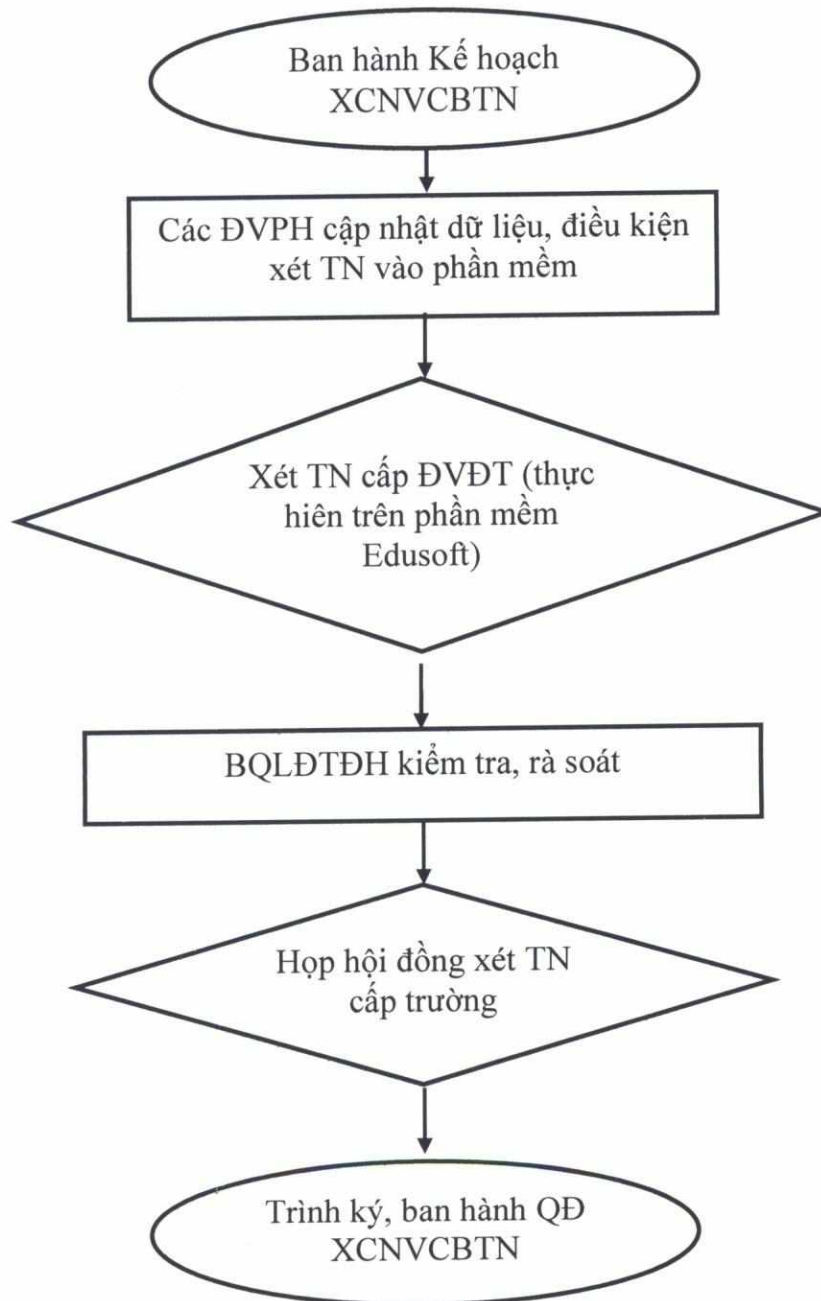 Ban hành Kế hoạch
XCNVCBTN
Các ĐVPH cập nhật dữ liệu, điều kiện
xét TN vào phần mềm
Xét TN cấp ĐVĐT (thực
hiên trên phần mềm
Edusoft)
BQLĐTĐH kiểm tra, rà soát
Họp hội đồng xét TN
cấp trường
Trình ký, ban hành QĐ
XCNVCBTN